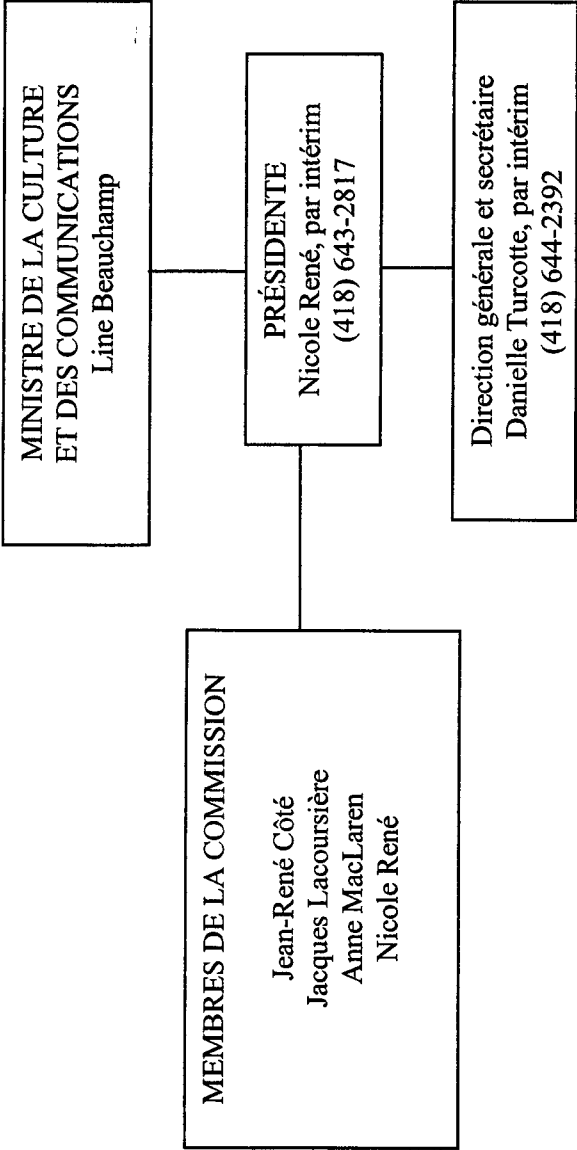 MINISTRE DE LA CULTURE
ET DES COMMUNICATIONS
Line Beauchamp
PRÉSIDENTE
Nicole René, par intérim
(418) 643-2817
MEMBRES DE LA COMMISSION
Jean-René Côté
Jacques Lacoursière
Anne MacLaren
Nicole René
Direction générale et secrétaire
Danielle Turcotte, par intérim
(418) 644-2392